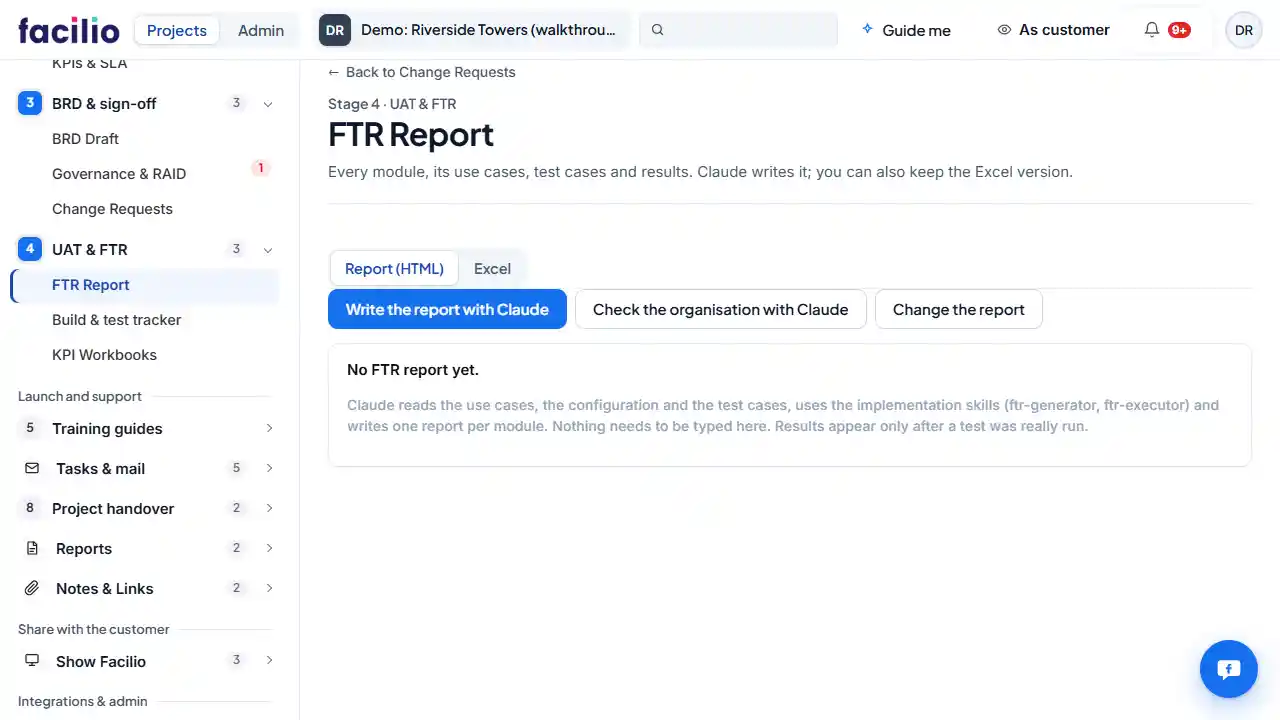 facilio
Projects
Admin
DR
Demo: Riverside Towers (walkthrou...
Guide me
As customer
9+
DR
KPIs & SLA
3 BRD & sign-off 3
BRD Draft
Governance & RAID 1
Change Requests
4 UAT & FTR 3
FTR Report
Build & test tracker
KPI Workbooks
Launch and support
5 Training guides
Tasks & mail 5
8 Project handover 2
Reports 2
Notes & Links 2
Share with the customer
Show Facilio 3
Integrations & admin
← Back to Change Requests
Stage 4 · UAT & FTR
FTR Report
Every module, its use cases, test cases and results. Claude writes it; you can also keep the Excel version.
Report (HTML)
Excel
Write the report with Claude
Check the organisation with Claude
Change the report
No FTR report yet.
Claude reads the use cases, the configuration and the test cases, uses the implementation skills (ftr-generator, ftr-executor) and
writes one report per module. Nothing needs to be typed here. Results appear only after a test was really run.